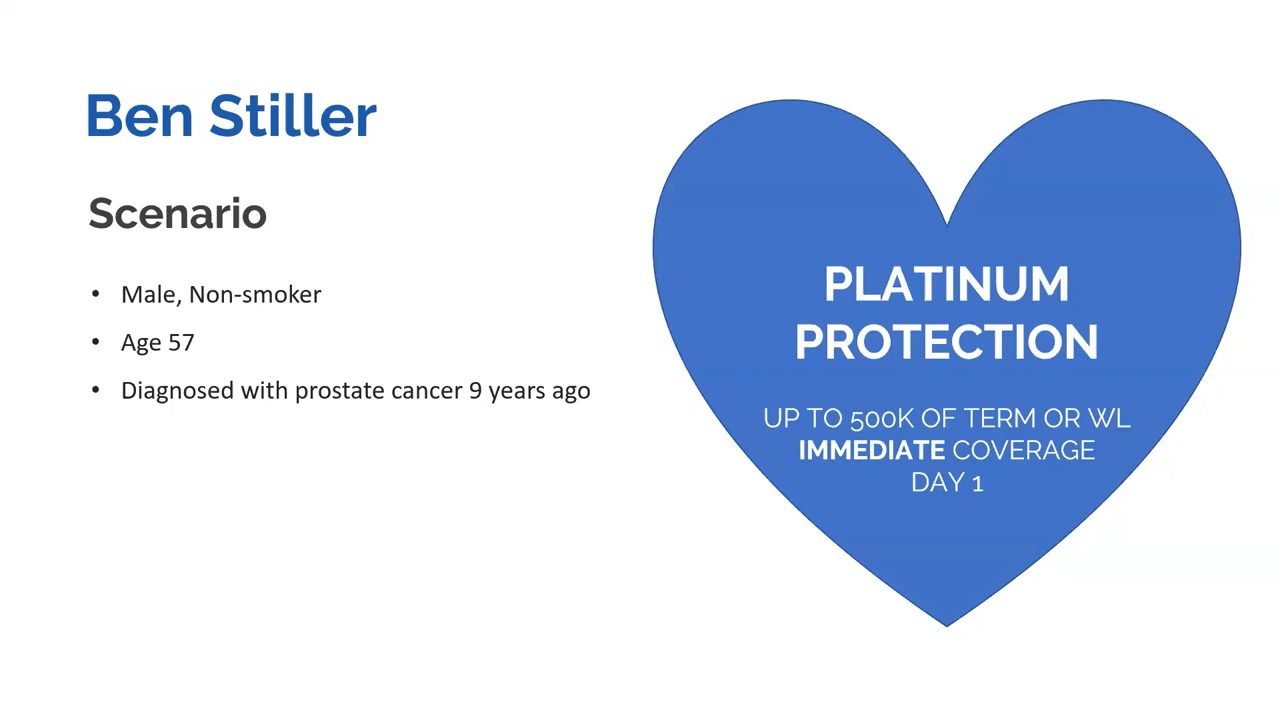 Ben Stiller
Scenario
• Male, Non-smoker
• Age 57
• Diagnosed with prostate cancer 9 years ago
PLATINUM
PROTECTION
UP TO 500K OF TERM OR WL
IMMEDIATE COVERAGE
DAY 1